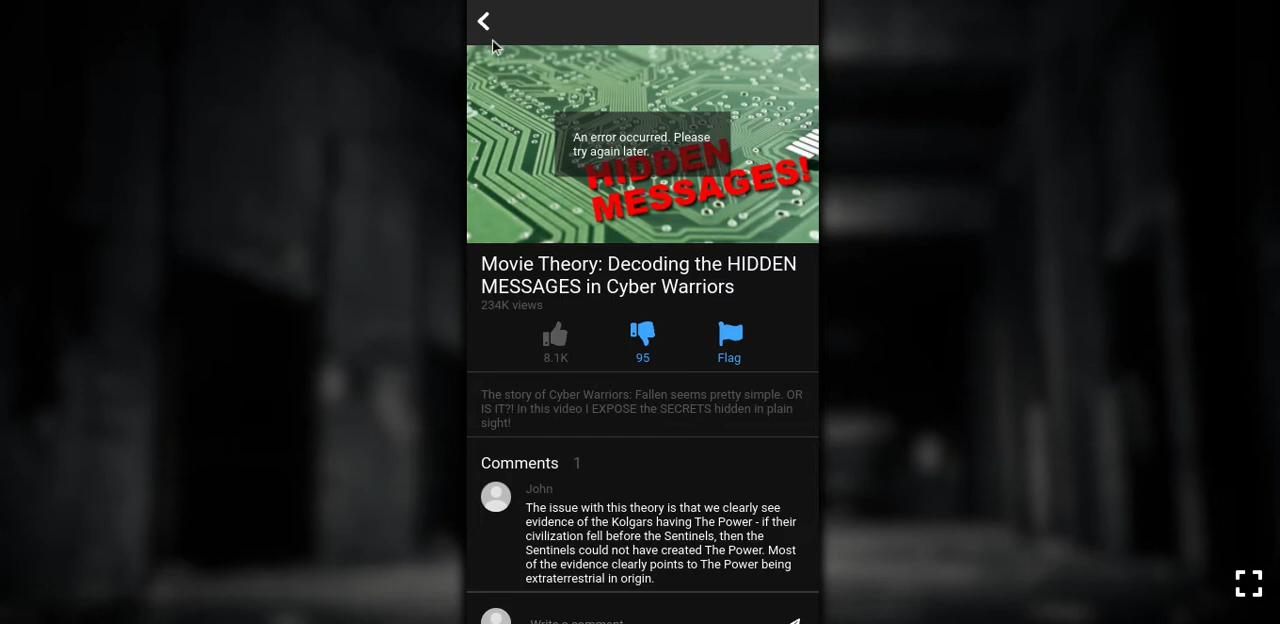 An error occurred. Please
try again later.
HIDDEN
MESSAGES!
Movie Theory: Decoding the HIDDEN
MESSAGES in Cyber Warriors
234K views
8.1K
95
Flag
The story of Cyber Warriors: Fallen seems pretty simple. OR
IS IT?! In this video I EXPOSE the SECRETS hidden in plain
sight!
Comments 1
John
The issue with this theory is that we clearly see
evidence of the Kolgars having The Power - if their
civilization fell before the Sentinels, then the
Sentinels could not have created The Power. Most
of the evidence clearly points to The Power being
extraterrestrial in origin.
Write a comment